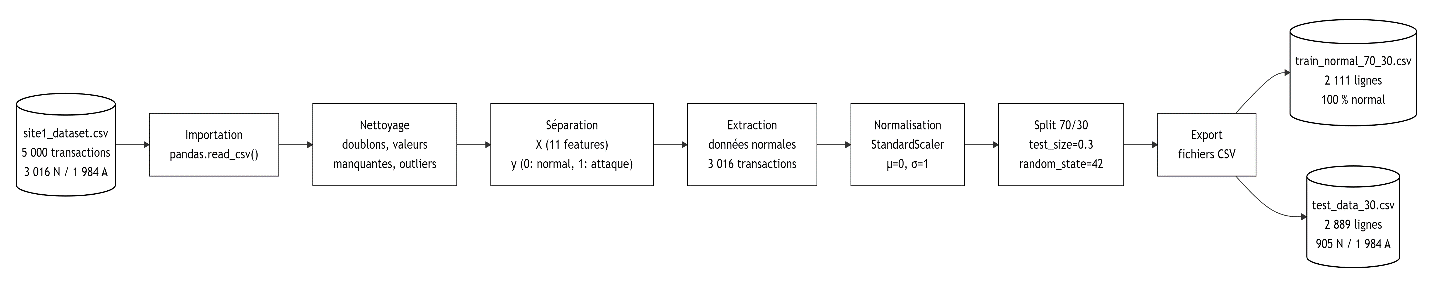 site1_dataset.csv
5 000 transactions
3 016 N / 1 984 A
Importation
pandas.read_csv()
Nettoyage
doublons, valeurs
manquantes, outliers
Séparation
X (11 features)
y (0: normal, 1: attaque)
Extraction
données normales
3 016 transactions
Normalisation
StandardScaler
μ=0, σ=1
Split 70/30
test_size=0.3
random_state=42
Export
fichiers CSV
train_normal_70_30.csv
2 111 lignes
100 % normal
test_data_30.csv
2 889 lignes
905 N / 1 984 A